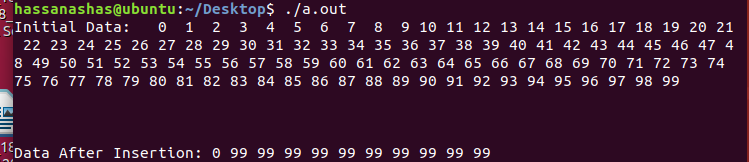 hassanashas@ubuntu:~/Desktop$ ./a.out
Initial Data:   0  1  2  3  4  5  6  7  8  9 10 11 12 13 14 15 16 17 18 19 20 21
 22 23 24 25 26 27 28 29 30 31 32 33 34 35 36 37 38 39 40 41 42 43 44 45 46 47 4
8 49 50 51 52 53 54 55 56 57 58 59 60 61 62 63 64 65 66 67 68 69 70 71 72 73 74
75 76 77 78 79 80 81 82 83 84 85 86 87 88 89 90 91 92 93 94 95 96 97 98 99
Data After Insertion: 0 99 99 99 99 99 99 99 99 99 99